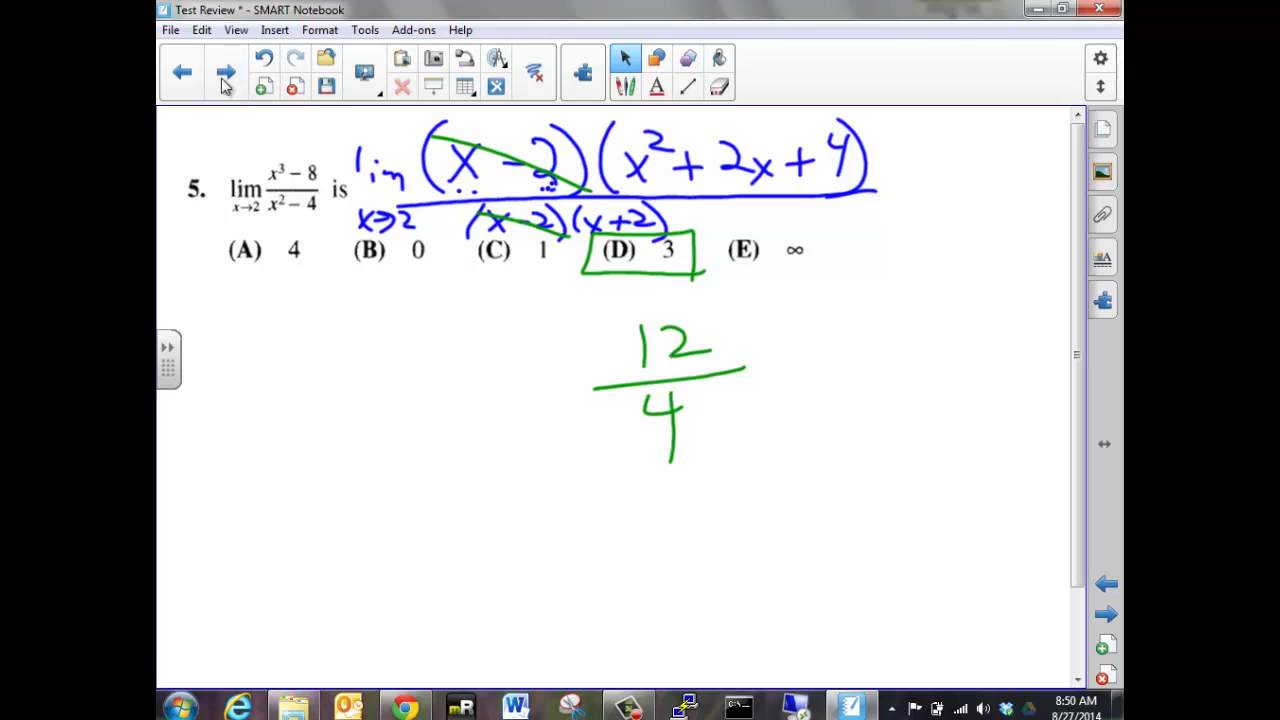 Test Review * - SMART Notebook
File Edit View Insert Format Tools Add-ons Help
5. lim x→2 x³ – 8 / x² – 4 is
lim x→2 (x - 2)(x² + 2x + 4)
(x - 2)(x + 2)
(A) 4 (B) 0 (C) 1 (D) 3 (E) ∞
12
4
8:50 AM
8/27/2014